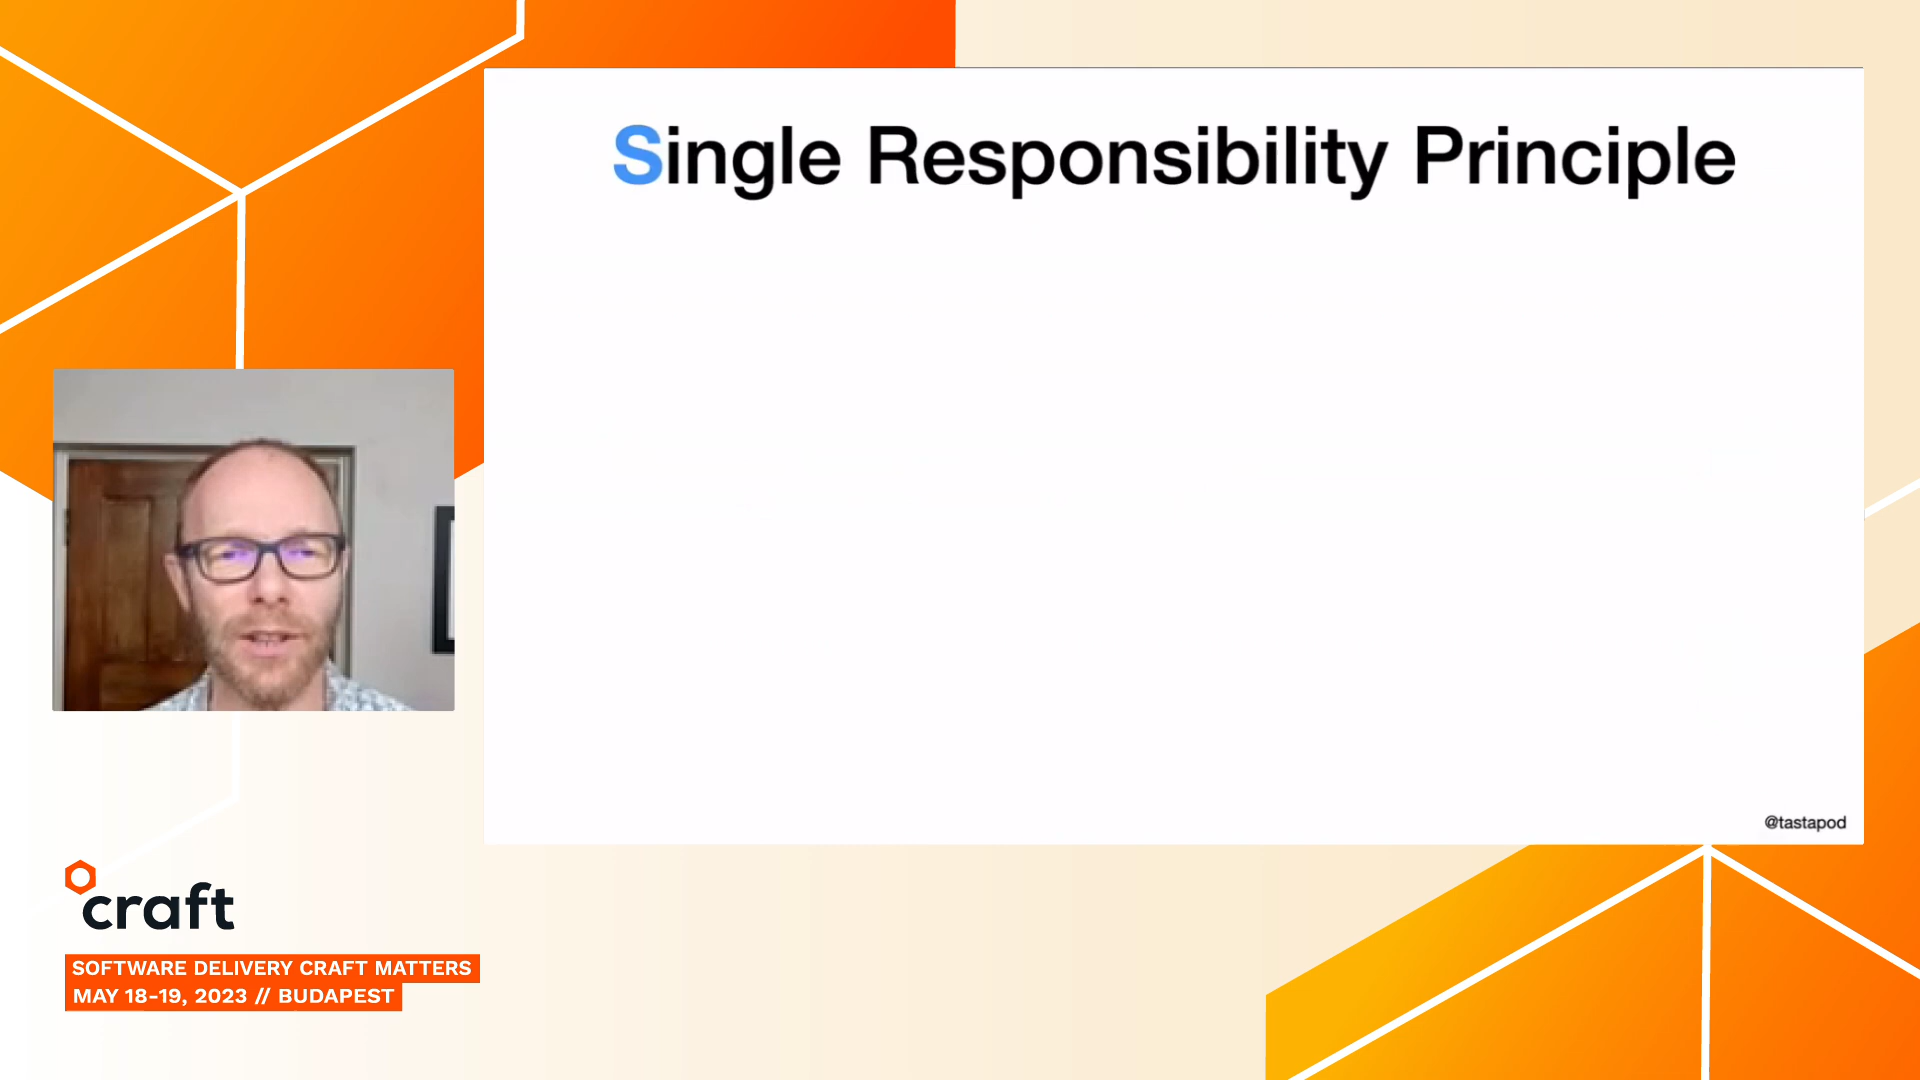 Single Responsibility Principle
@tastapod
craft
SOFTWARE DELIVERY CRAFT MATTERS
MAY 18-19, 2023 // BUDAPEST